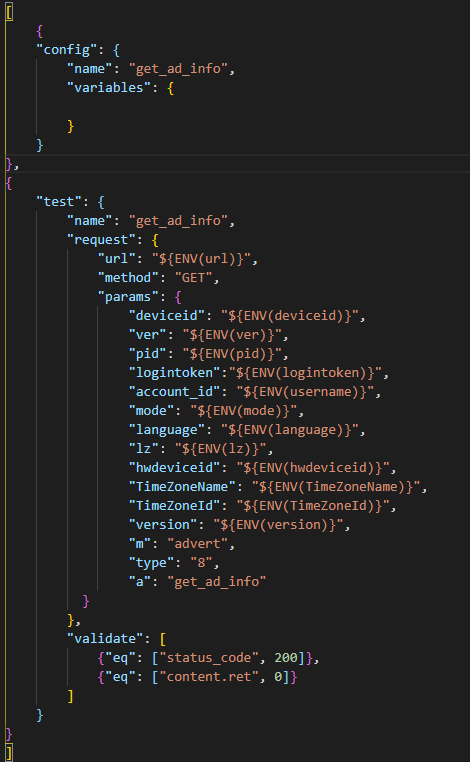 [
    {
    "config": {
        "name": "get_ad_info",
        "variables": {

        }
    }
},
{
    "test": {
        "name": "get_ad_info",
        "request": {
            "url": "${ENV(url)}",
            "method": "GET",
            "params": {
                "deviceid": "${ENV(deviceid)}",
                "ver": "${ENV(ver)}",
                "pid": "${ENV(pid)}",
                "logintoken":"${ENV(logintoken)}",
                "account_id": "${ENV(username)}",
                "mode": "${ENV(mode)}",
                "language": "${ENV(language)}",
                "lz": "${ENV(lz)}",
                "hwdeviceid": "${ENV(hwdeviceid)}",
                "TimeZoneName": "${ENV(TimeZoneName)}",
                "TimeZoneId": "${ENV(TimeZoneId)}",
                "version": "${ENV(version)}",
                "m": "advert",
                "type": "8",
                "a": "get_ad_info"
          }
        },
        "validate": [
            {"eq": ["status_code", 200]},
            {"eq": ["content.ret", 0]}
        ]
    }
}
]